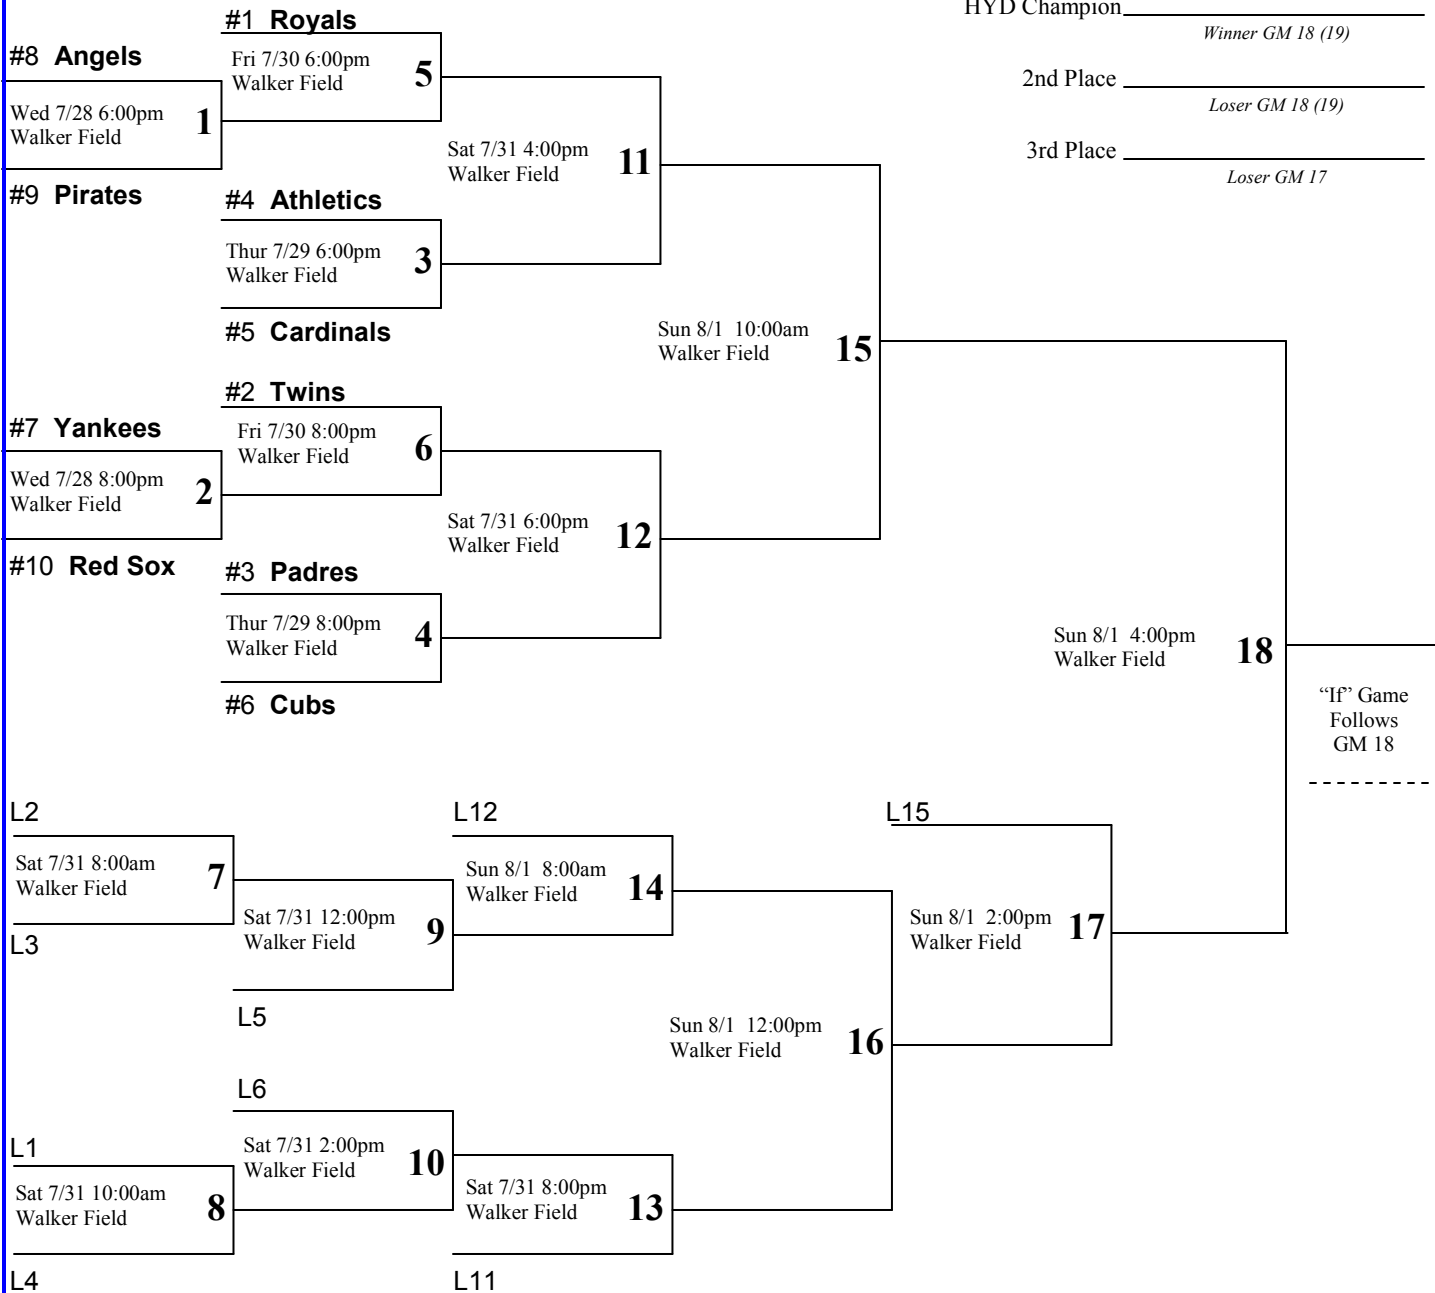 #1 Royals
HYD Champion
Winner GM 18 (19)
#8 Angels
Fri 7/30 6:00pm
Walker Field
5
2nd Place
Loser GM 18 (19)
Wed 7/28 6:00pm
Walker Field
1
Sat 7/31 4:00pm
Walker Field
11
3rd Place
Loser GM 17
#9 Pirates
#4 Athletics
Thur 7/29 6:00pm
Walker Field
3
#5 Cardinals
Sun 8/1 10:00am
Walker Field
15
#2 Twins
#7 Yankees
Fri 7/30 8:00pm
Walker Field
6
Wed 7/28 8:00pm
Walker Field
2
Sat 7/31 6:00pm
Walker Field
12
#10 Red Sox
#3 Padres
Thur 7/29 8:00pm
Walker Field
4
#6 Cubs
Sun 8/1 4:00pm
Walker Field
18
“If” Game
Follows
GM 18
L2
L12
L15
Sat 7/31 8:00am
Walker Field
7
Sun 8/1 8:00am
Walker Field
14
L3
Sat 7/31 12:00pm
Walker Field
9
Sun 8/1 2:00pm
Walker Field
17
L5
Sun 8/1 12:00pm
Walker Field
16
L6
L1
Sat 7/31 2:00pm
Walker Field
10
Sat 7/31 10:00am
Walker Field
8
Sat 7/31 8:00pm
Walker Field
13
L4
L11